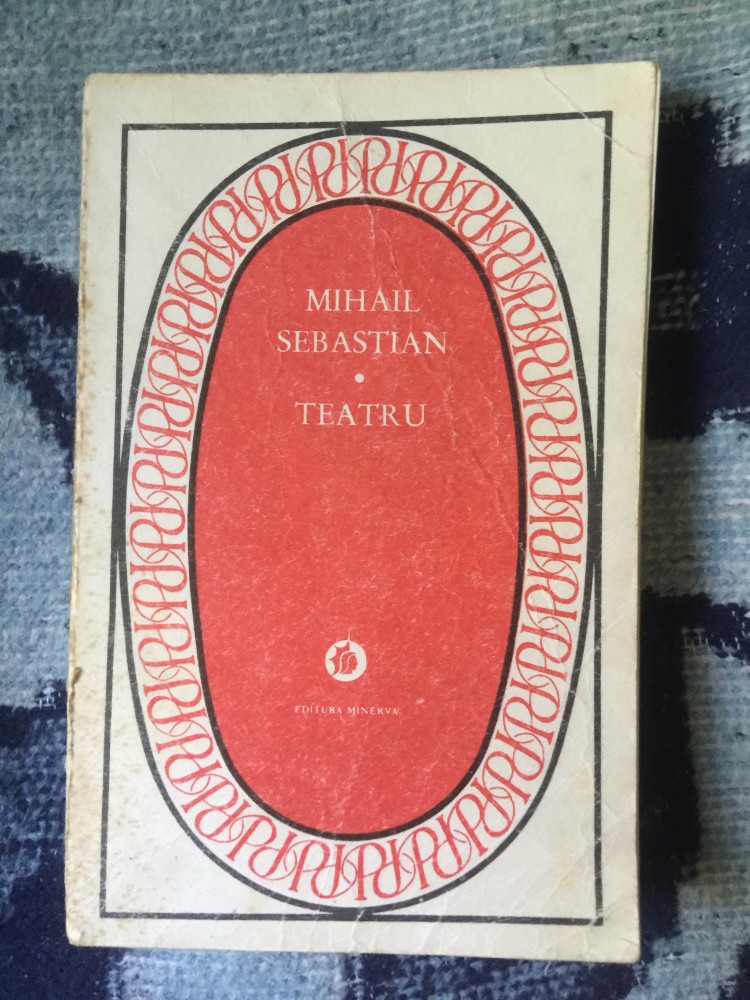 MIHAIL
SEBASTIAN
•
TEATRU
EDITURA MINERVA